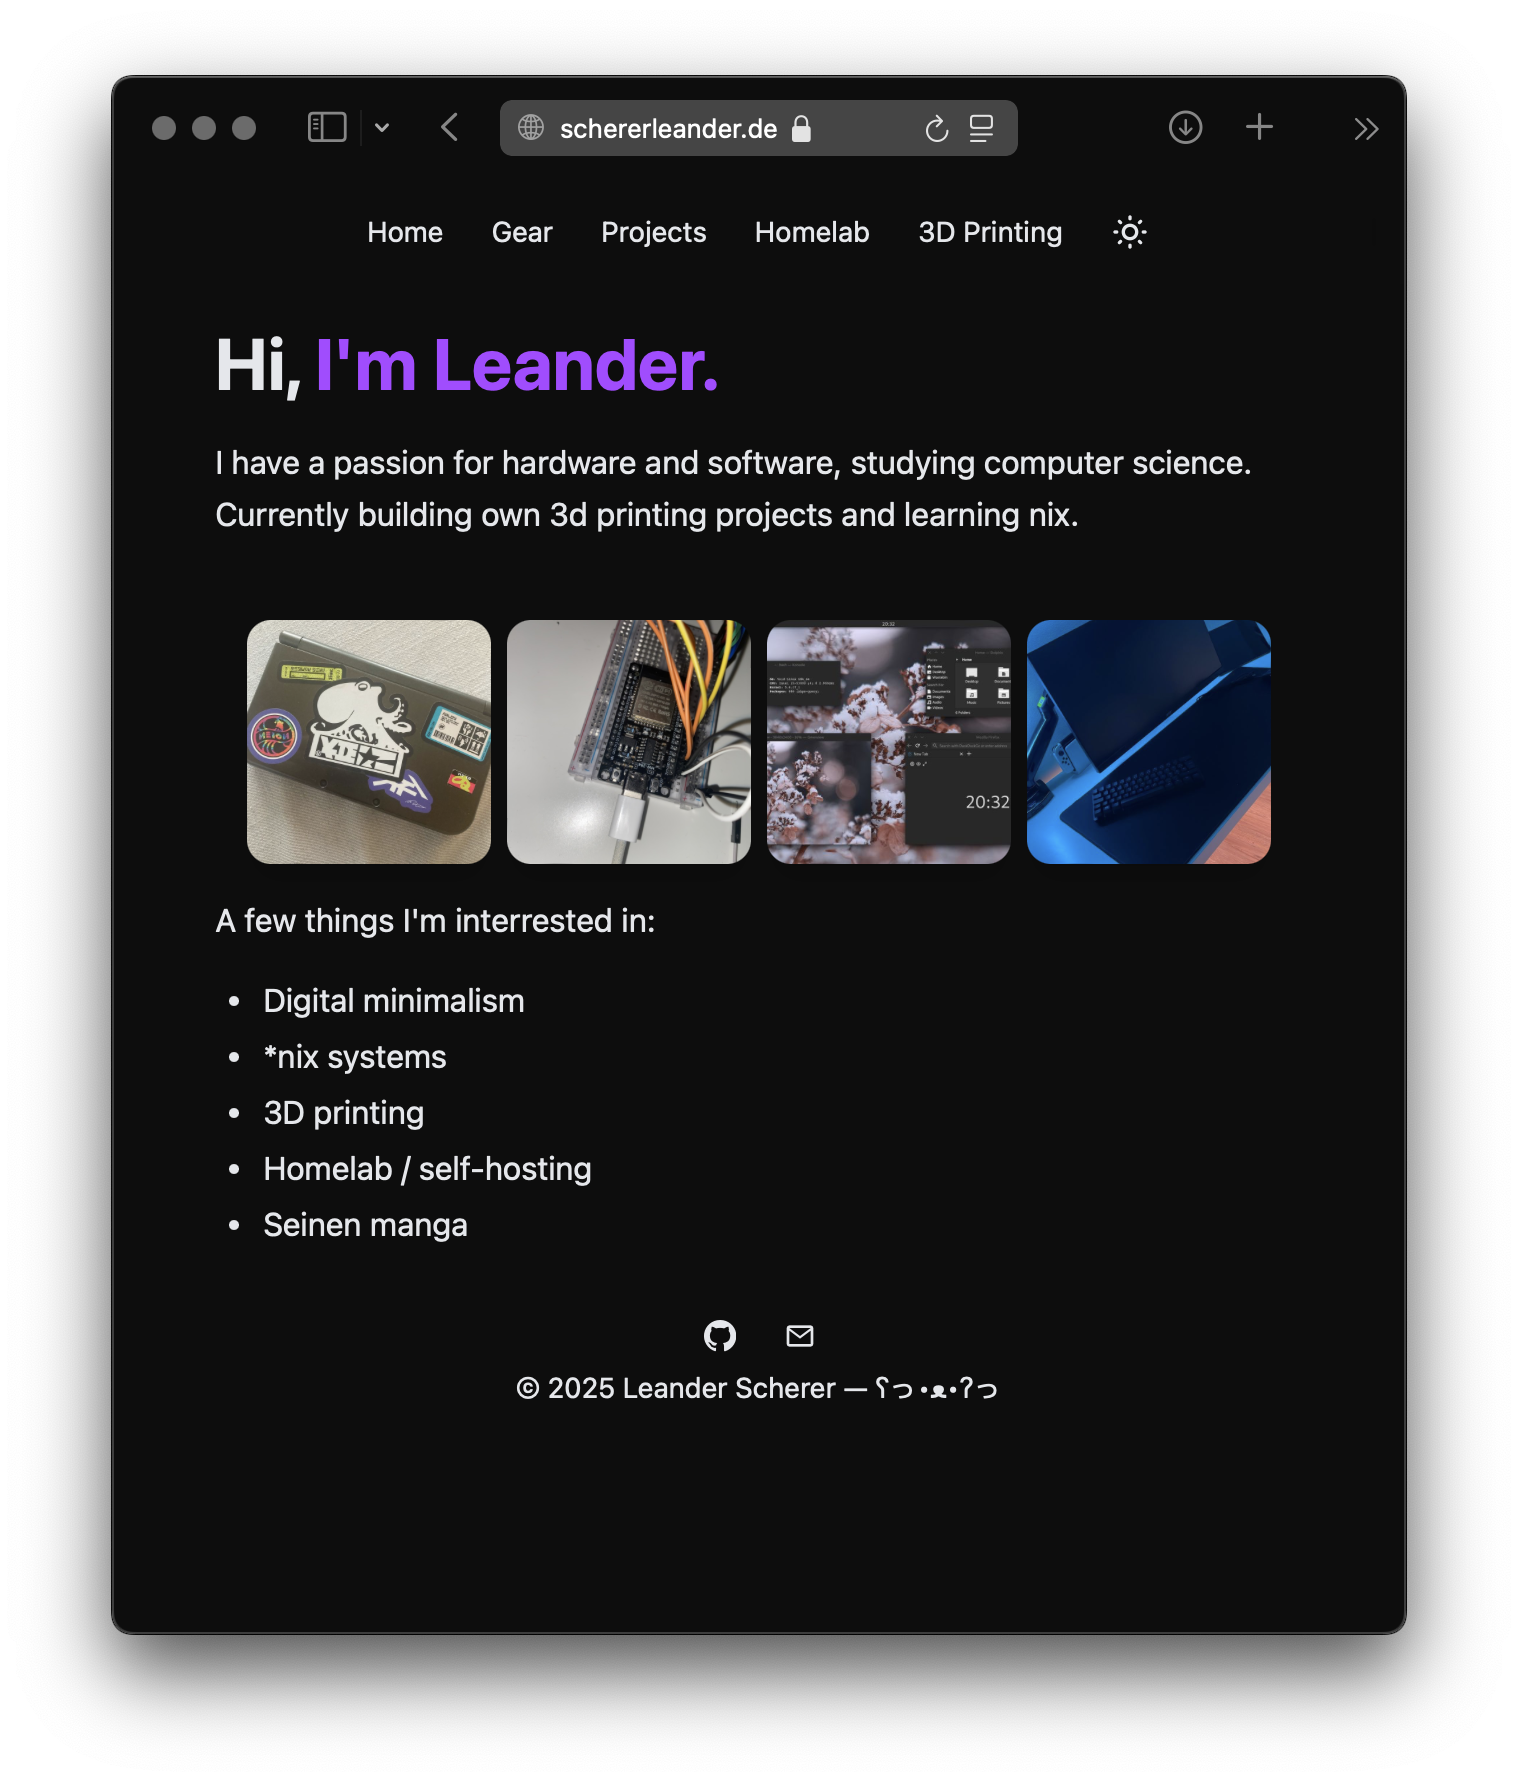 schererleander.de
Home Gear Projects Homelab 3D Printing
Hi, I'm Leander.
I have a passion for hardware and software, studying computer science.
Currently building own 3d printing projects and learning nix.
20:32
20:32
A few things I'm interrested in:
• Digital minimalism
• *nix systems
• 3D printing
• Homelab / self-hosting
• Seinen manga
© 2025 Leander Scherer — ʕっ•ᴥ•ʔっ